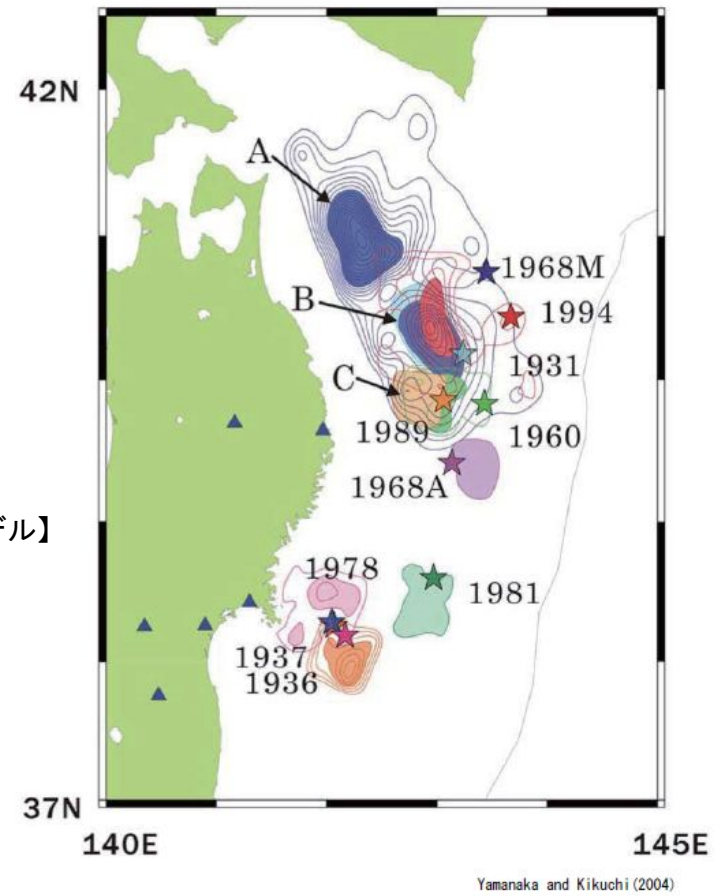 42N
A
1968M
B
1994
1931
C
1989
1960
1968A
デル】
1978
1981
1937
1936
37N
140E
145E
Yamanaka and Kikuchi(2004)